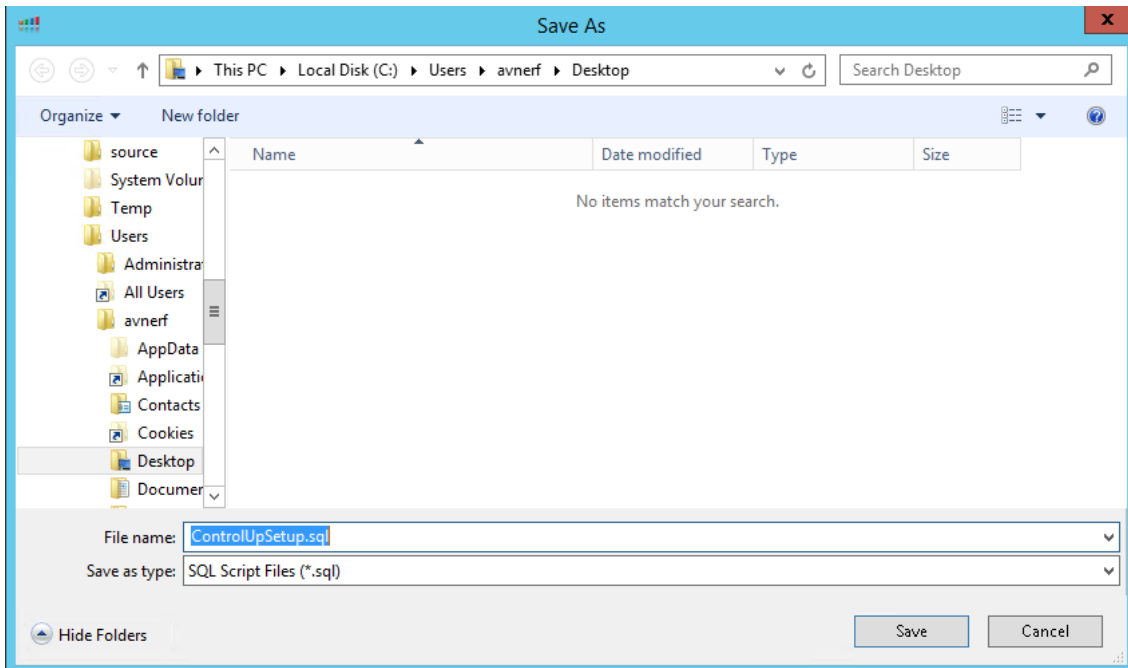 Save As
x
This PC ▸ Local Disk (C:) ▸ Users ▸ avnerf ▸ Desktop
Search Desktop
Organize
New folder
source
System Volur
Temp
Users
Administra
All Users
avnerf
AppData
Applicati
Contacts
Cookies
Desktop
Documer
Name
Date modified
Type
Size
No items match your search.
File name: ControlUpSetup.sql
Save as type: SQL Script Files (*.sql)
Hide Folders
Save
Cancel